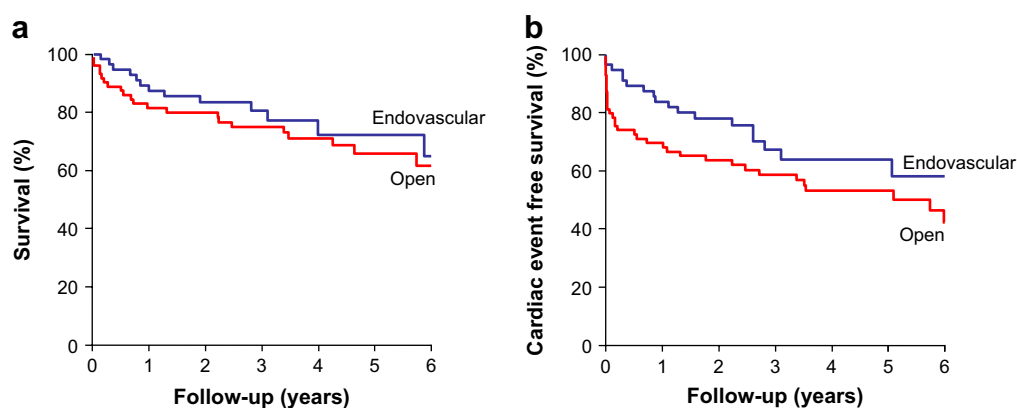 a
Survival (%)
100
80
60
40
20
0
0 1 2 3 4 5 6
Follow-up (years)
Endovascular
Open
b
Cardiac event free survival (%)
100
80
60
40
20
0
0 1 2 3 4 5 6
Follow-up (years)
Endovascular
Open